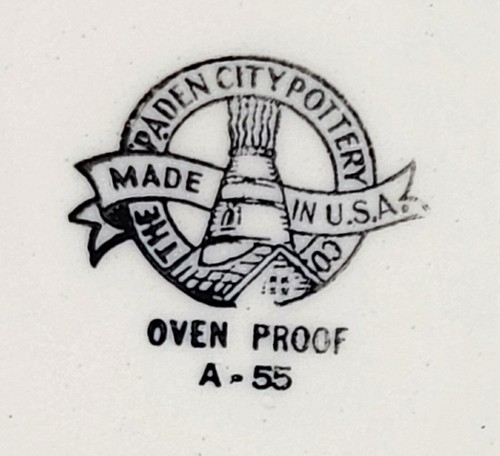 THE PADEN CITY POTTERY CO.
MADE IN U.S.A.
OVEN PROOF
A-55